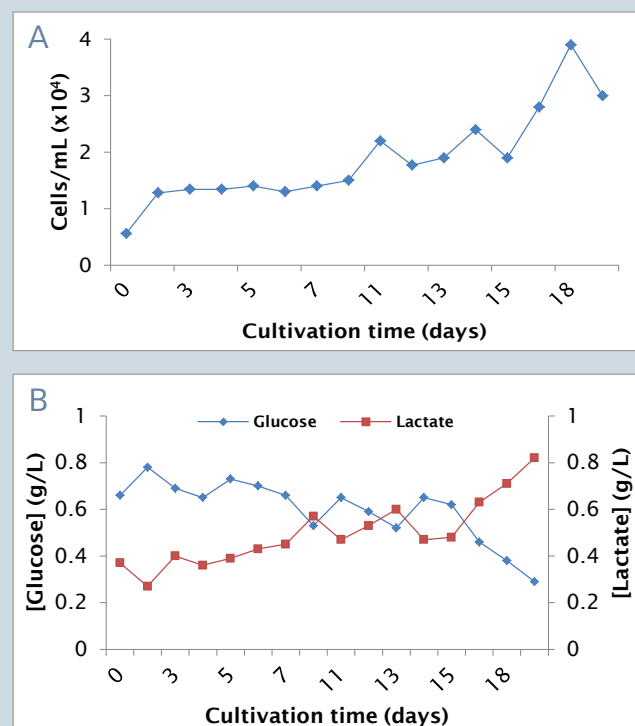 A
Cells/mL (x10⁴)
4
3
2
1
0
0 3 5 7 11 13 15 18
Cultivation time (days)
B
Glucose Lactate
[Glucose] (g/L)
1
0.8
0.6
0.4
0.2
0
1
0.8
0.6
0.4
0.2
0
[Lactate] (g/L)
0 3 5 7 11 13 15 18
Cultivation time (days)